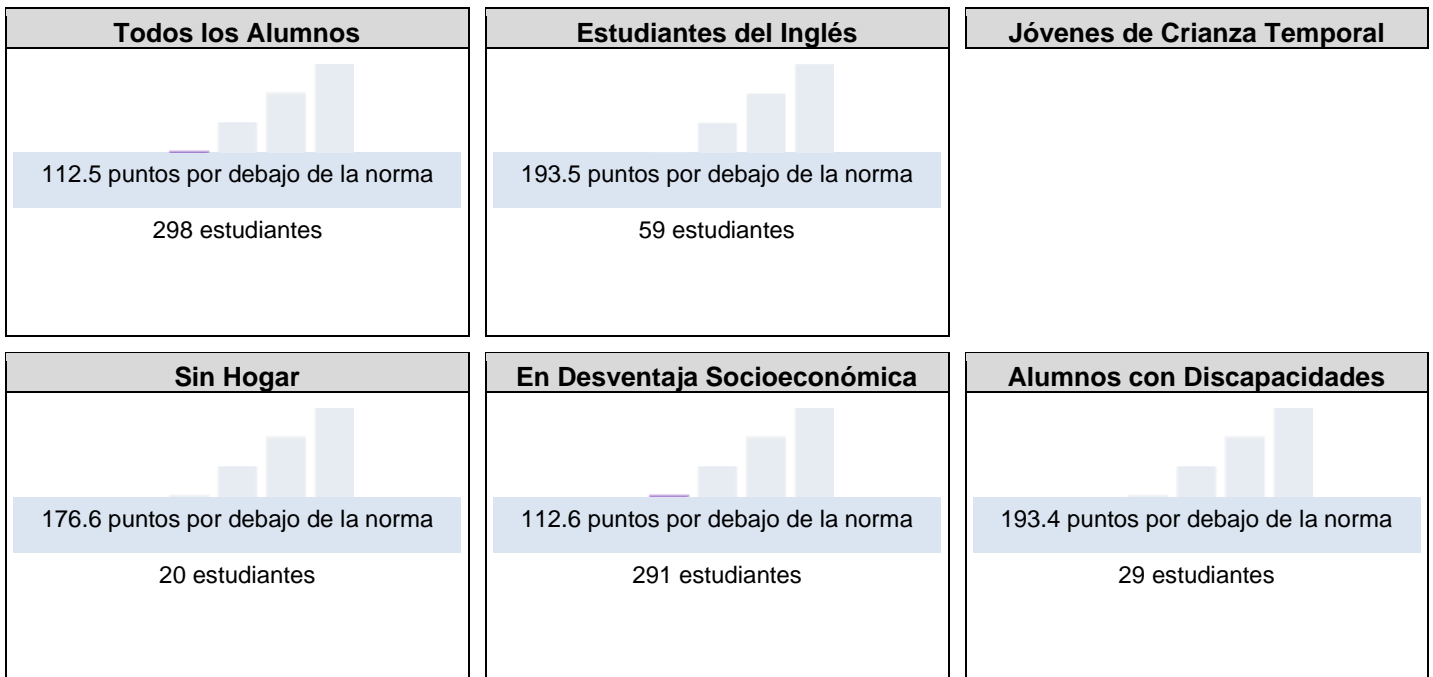 Todos los Alumnos
112.5 puntos por debajo de la norma
298 estudiantes
Estudiantes del Inglés
193.5 puntos por debajo de la norma
59 estudiantes
Jóvenes de Crianza Temporal
Sin Hogar
176.6 puntos por debajo de la norma
20 estudiantes
En Desventaja Socioeconómica
112.6 puntos por debajo de la norma
291 estudiantes
Alumnos con Discapacidades
193.4 puntos por debajo de la norma
29 estudiantes